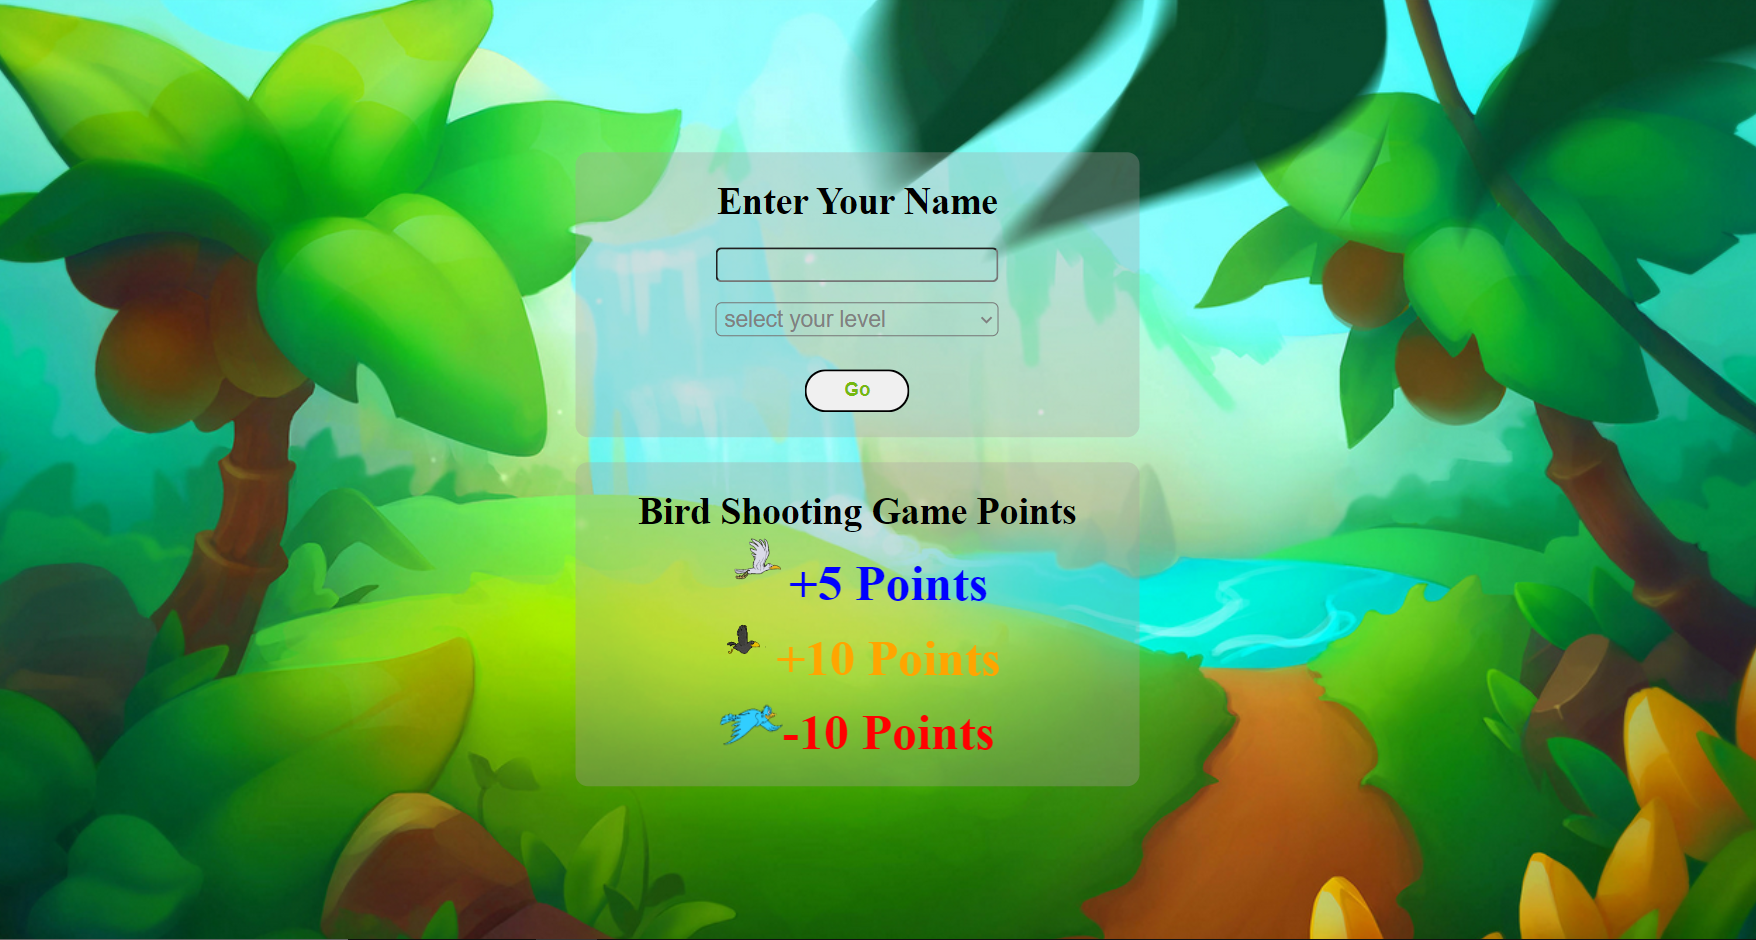 Enter Your Name
select your level
Go
Bird Shooting Game Points
+5 Points
+10 Points
-10 Points